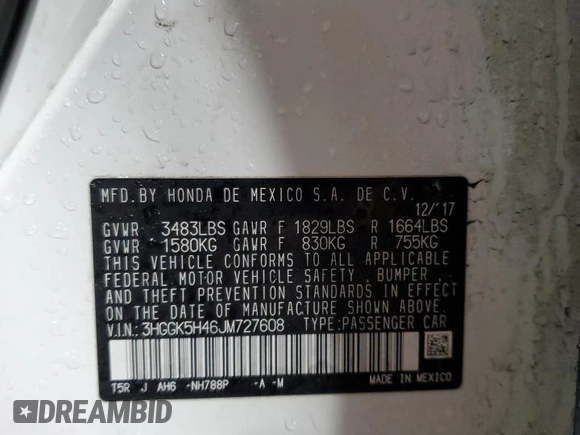 MFD. BY HONDA DE MEXICO S.A. DE C.V.
12/'17
GVWR 3483LBS GAWR F 1829LBS R 1664LBS
GVWR 1580KG GAWR F 830KG R 755KG
THIS VEHICLE CONFORMS TO ALL APPLICABLE
FEDERAL MOTOR VEHICLE SAFETY, BUMPER ,
AND THEFT PREVENTION STANDARDS IN EFFECT
ON THE DATE OF MANUFACTURE SHOWN ABOVE.
V.I.N: 3HGGK5H46JM727608 TYPE:PASSENGER CAR
T5R J AH6 -NH788P -A -M
MADE IN MEXICO
DREAMBID